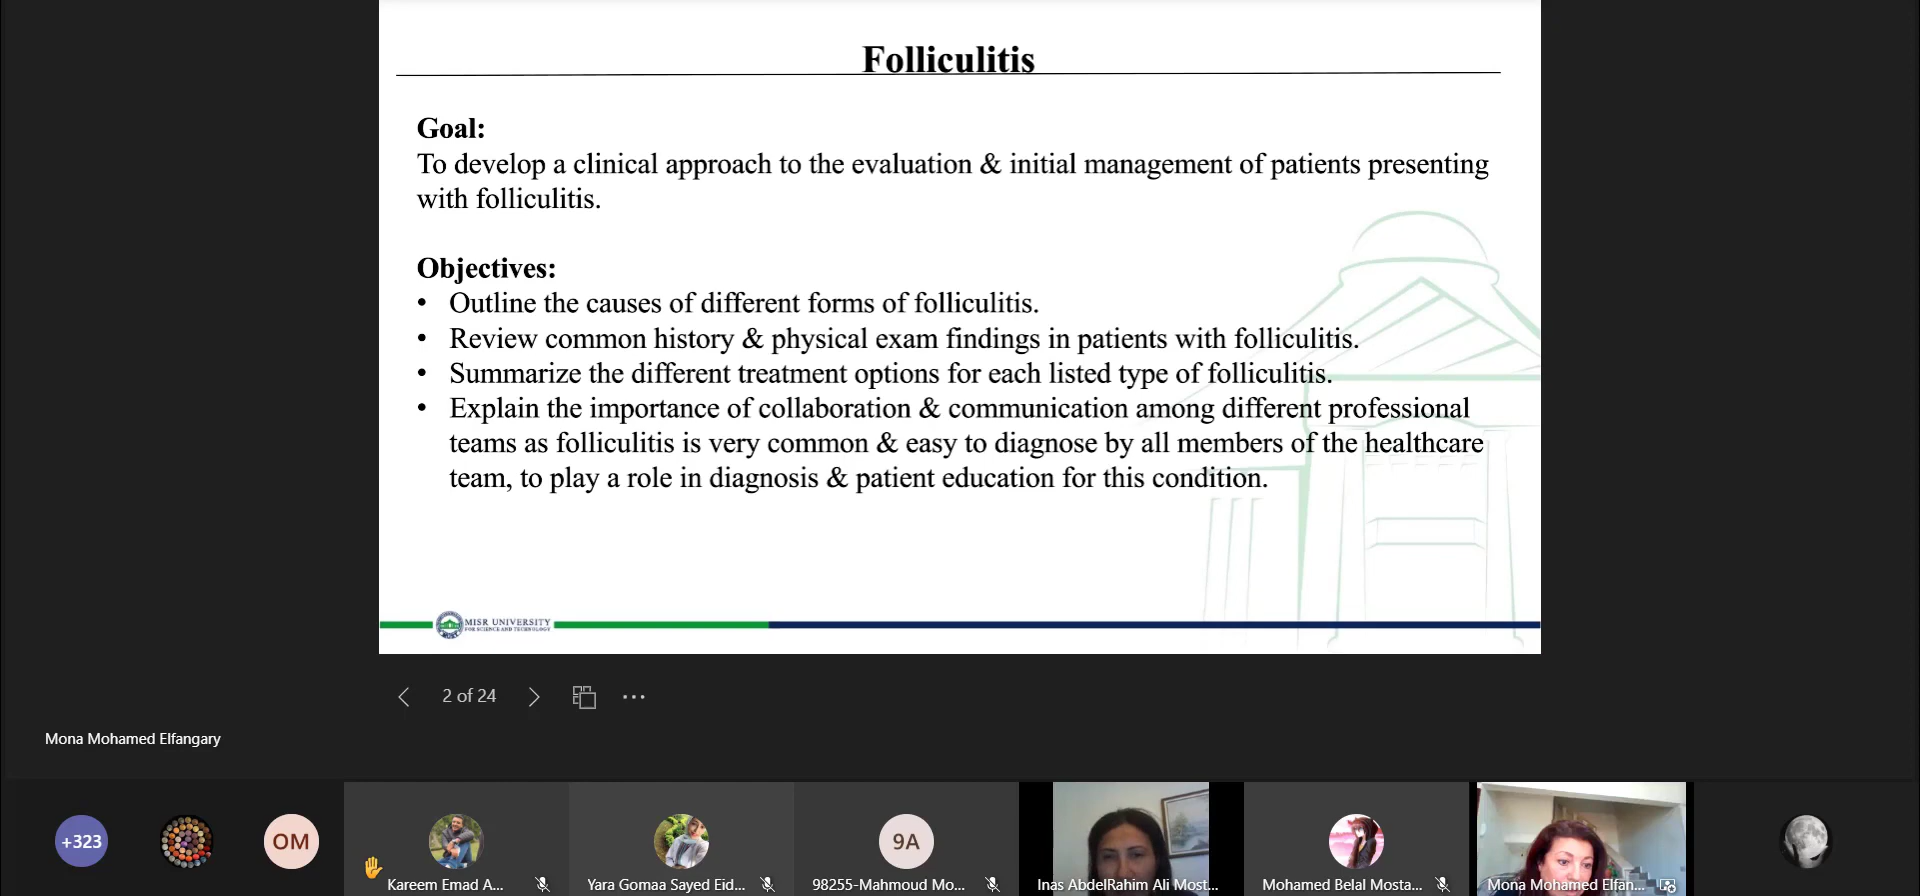 Folliculitis
Goal:
To develop a clinical approach to the evaluation & initial management of patients presenting
with folliculitis.
Objectives:
• Outline the causes of different forms of folliculitis.
• Review common history & physical exam findings in patients with folliculitis.
• Summarize the different treatment options for each listed type of folliculitis.
• Explain the importance of collaboration & communication among different professional
teams as folliculitis is very common & easy to diagnose by all members of the healthcare
team, to play a role in diagnosis & patient education for this condition.
MISR UNIVERSITY
FOR SCIENCE AND TECHNOLOGY
2 of 24
Mona Mohamed Elfangary
+323
OM
9A
Kareem Emad A...
Yara Gomaa Sayed Eid...
98255-Mahmoud Mo...
Inas AbdelRahim Ali Most...
Mohamed Belal Mosta...
Mona Mohamed Elfan...